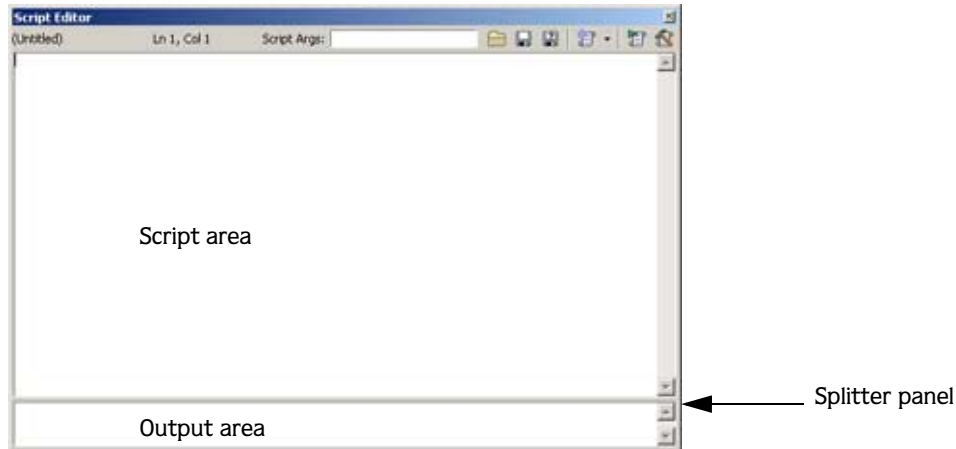 Script Editor
(Untitled) Ln 1, Col 1 Script Args:
Script area
Splitter panel
Output area